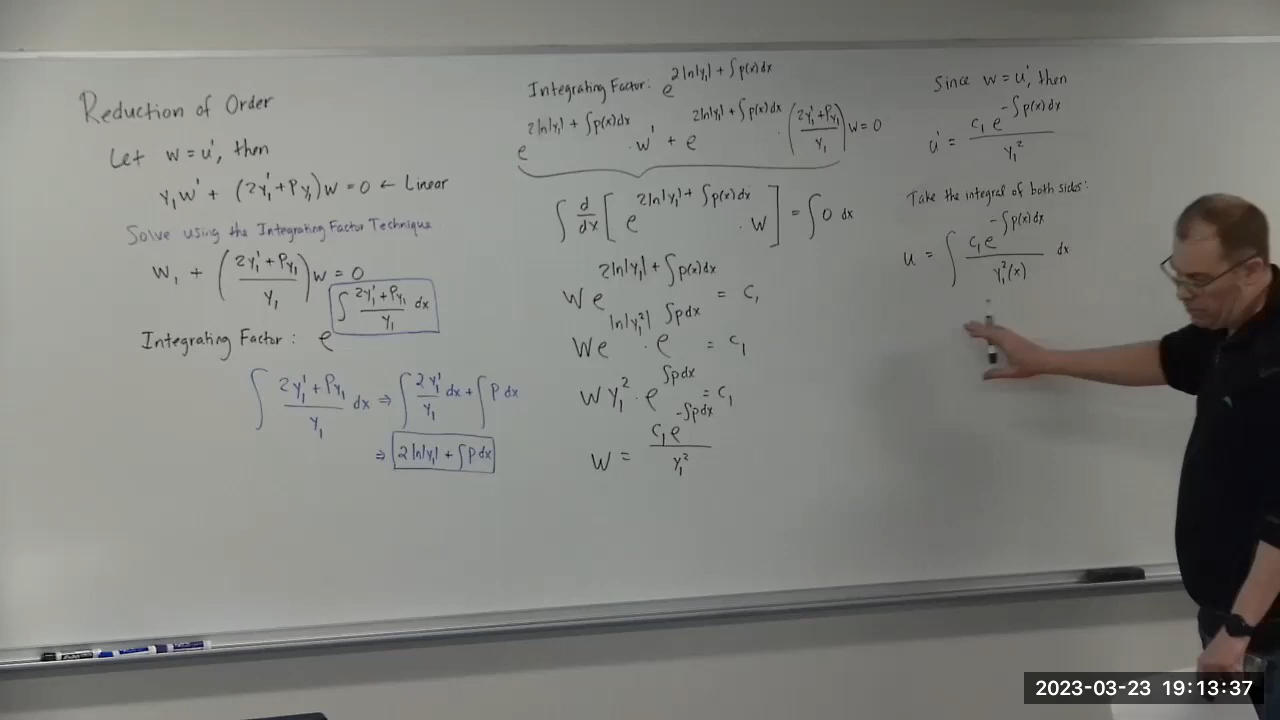 Reduction of Order
Let w = u', then
y₁w' + (2y₁' + Py₁)w = 0 ← Linear
Solve using the Integrating Factor Technique
w₁ + ((2y₁' + Py₁)/y₁)w = 0
Integrating Factor: e^(∫ (2y₁' + Py₁)/y₁ dx)
∫ (2y₁' + Py₁)/y₁ dx ⇒ ∫ 2y₁'/y₁ dx + ∫ P dx
⇒ 2ln|y₁| + ∫P dx
Integrating Factor: e^(2ln|y₁| + ∫p(x)dx)
e^(2ln|y₁| + ∫p(x)dx) · w' + e^(2ln|y₁| + ∫p(x)dx) · ((2y₁' + Py₁)/y₁)w = 0
∫ d/dx [e^(2ln|y₁| + ∫p(x)dx) · w] = ∫0 dx
we^(2ln|y₁| + ∫p(x)dx) = c₁
we^(ln|y₁²|) · e^(∫pdx) = c₁
wy₁² · e^(∫pdx) = c₁
w = c₁e^(-∫pdx)/y₁²
Since w = u', then
u' = c₁e^(-∫p(x)dx)/y₁²
Take the integral of both sides:
u = ∫ c₁e^(-∫p(x)dx)/y₁²(x) dx
2023-03-23 19:13:37